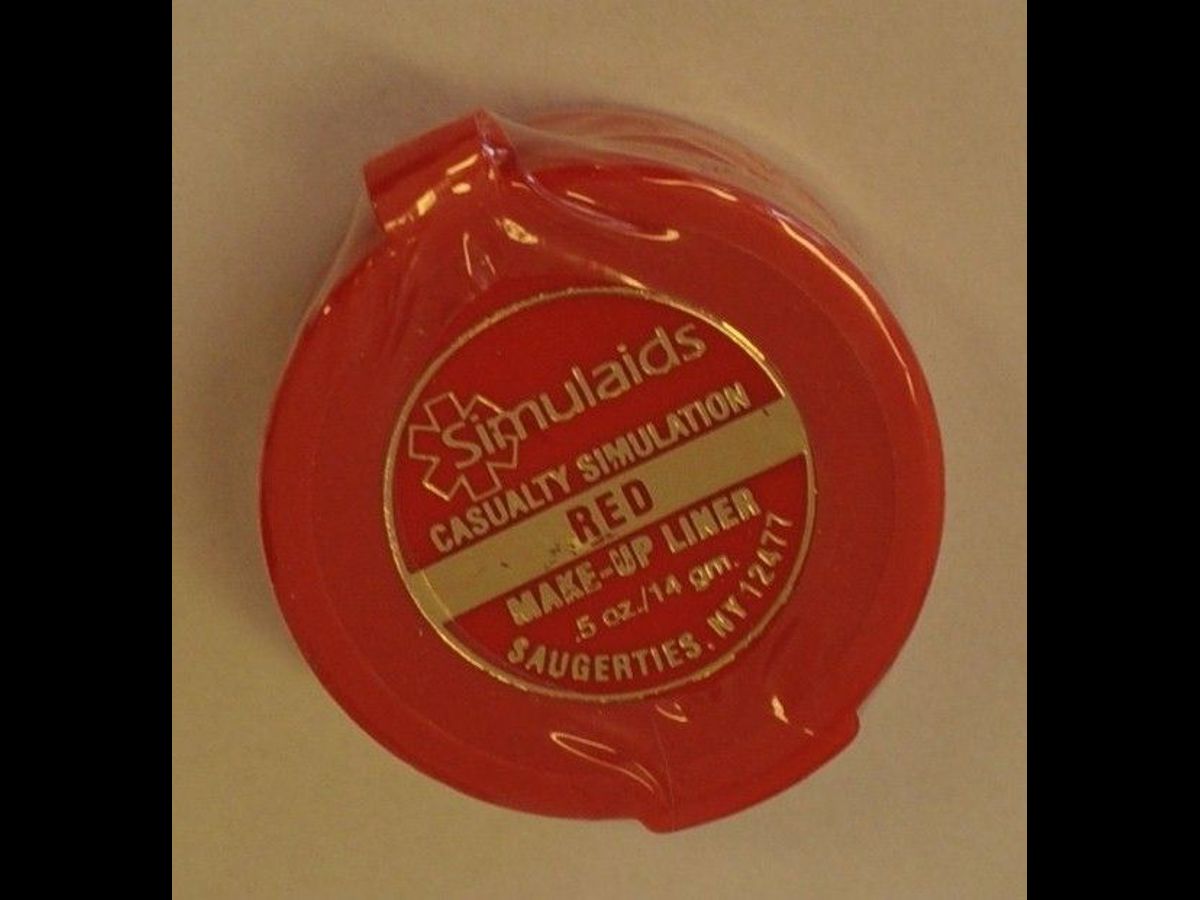 Simulaids
CASUALTY SIMULATION
RED
MAKE-UP LINER
.5 oz./14 gm.
SAUGERTIES, NY 12477